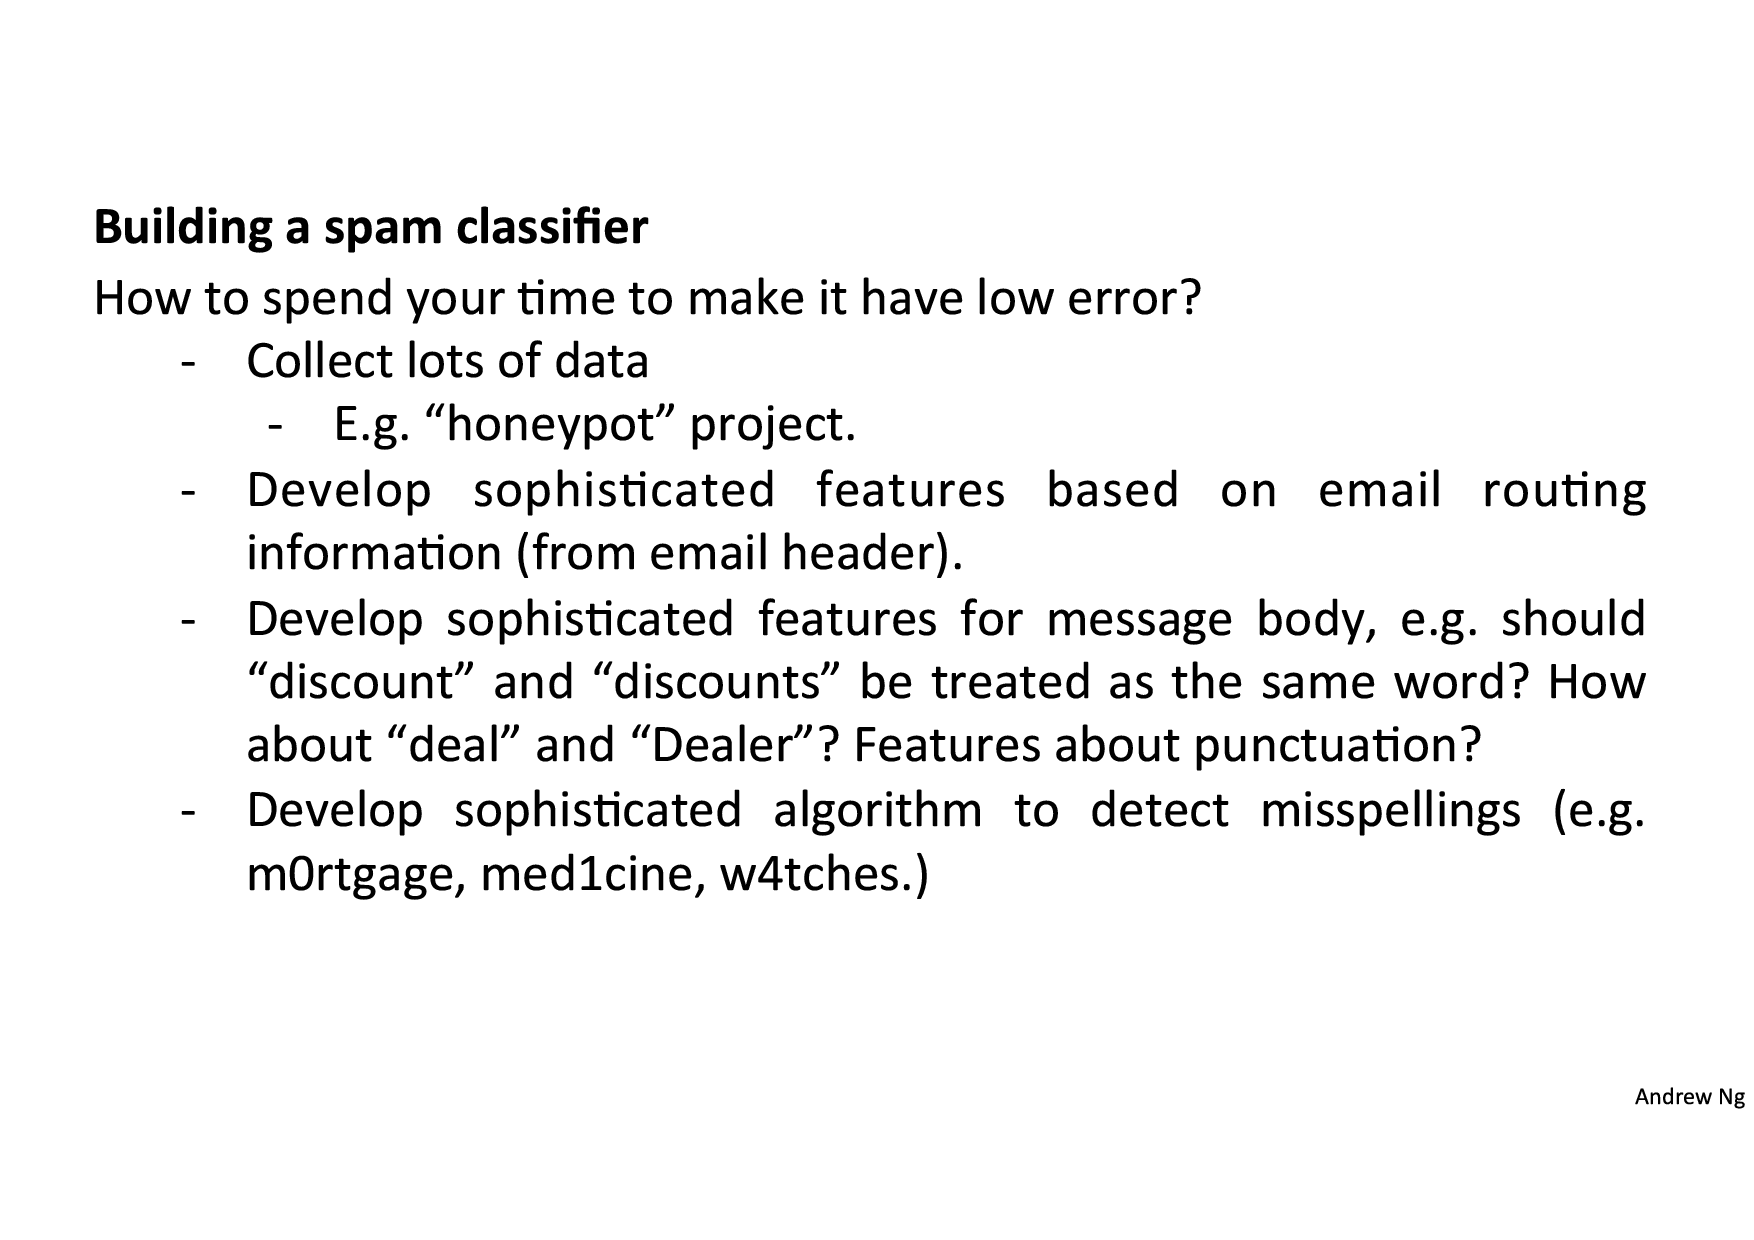 Building a spam classifier
How to spend your time to make it have low error?
- Collect lots of data
- E.g. “honeypot” project.
- Develop sophisticated features based on email routing
information (from email header).
- Develop sophisticated features for message body, e.g. should
“discount” and “discounts” be treated as the same word? How
about “deal” and “Dealer”? Features about punctuation?
- Develop sophisticated algorithm to detect misspellings (e.g.
m0rtgage, med1cine, w4tches.)
Andrew Ng